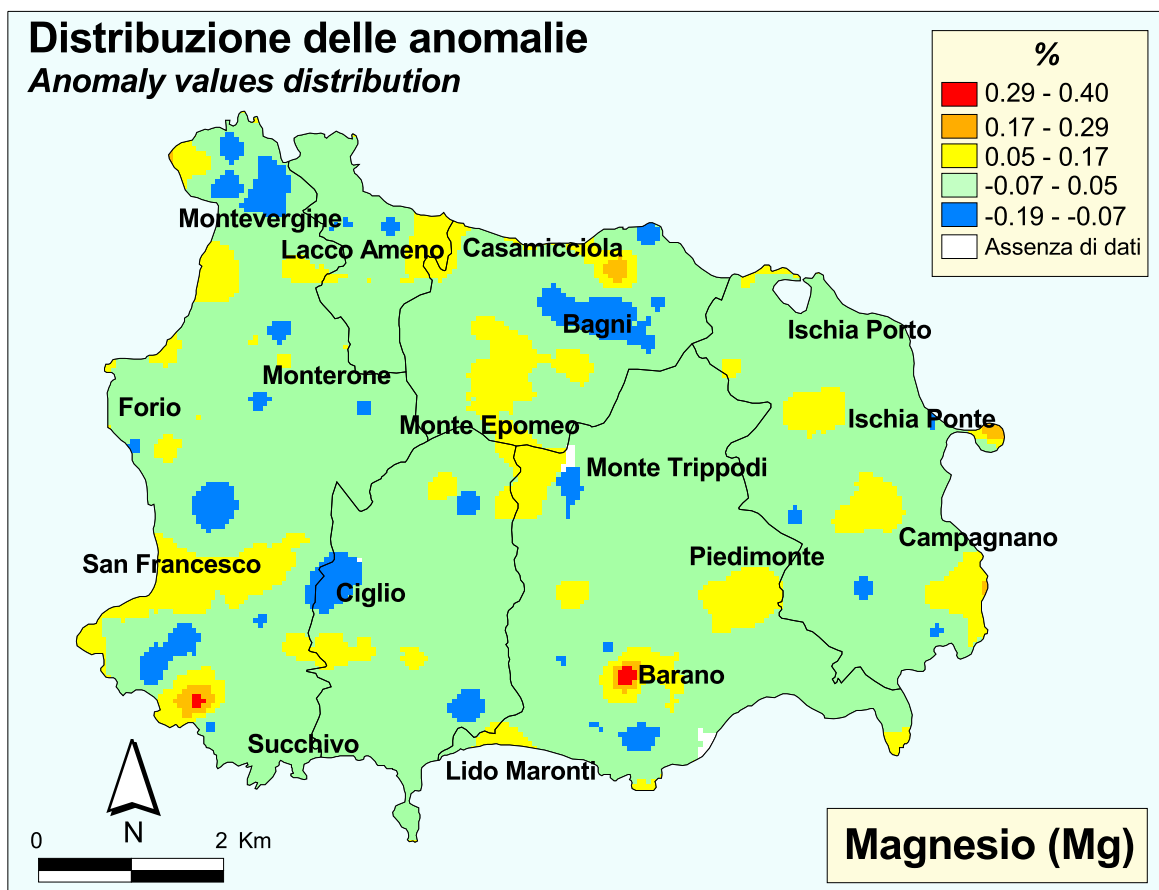 Distribuzione delle anomalie
Anomaly values distribution
%
0.29 - 0.40
0.17 - 0.29
0.05 - 0.17
-0.07 - 0.05
-0.19 - -0.07
Assenza di dati
Montevergine
Lacco Ameno
Casamicciola
Bagni
Ischia Porto
Monterone
Forio
Ischia Ponte
Monte Epomeo
Monte Trippodi
Campagnano
Piedimonte
San Francesco
Ciglio
Barano
Succhivo
Lido Maronti
N
0 2 Km
Magnesio (Mg)